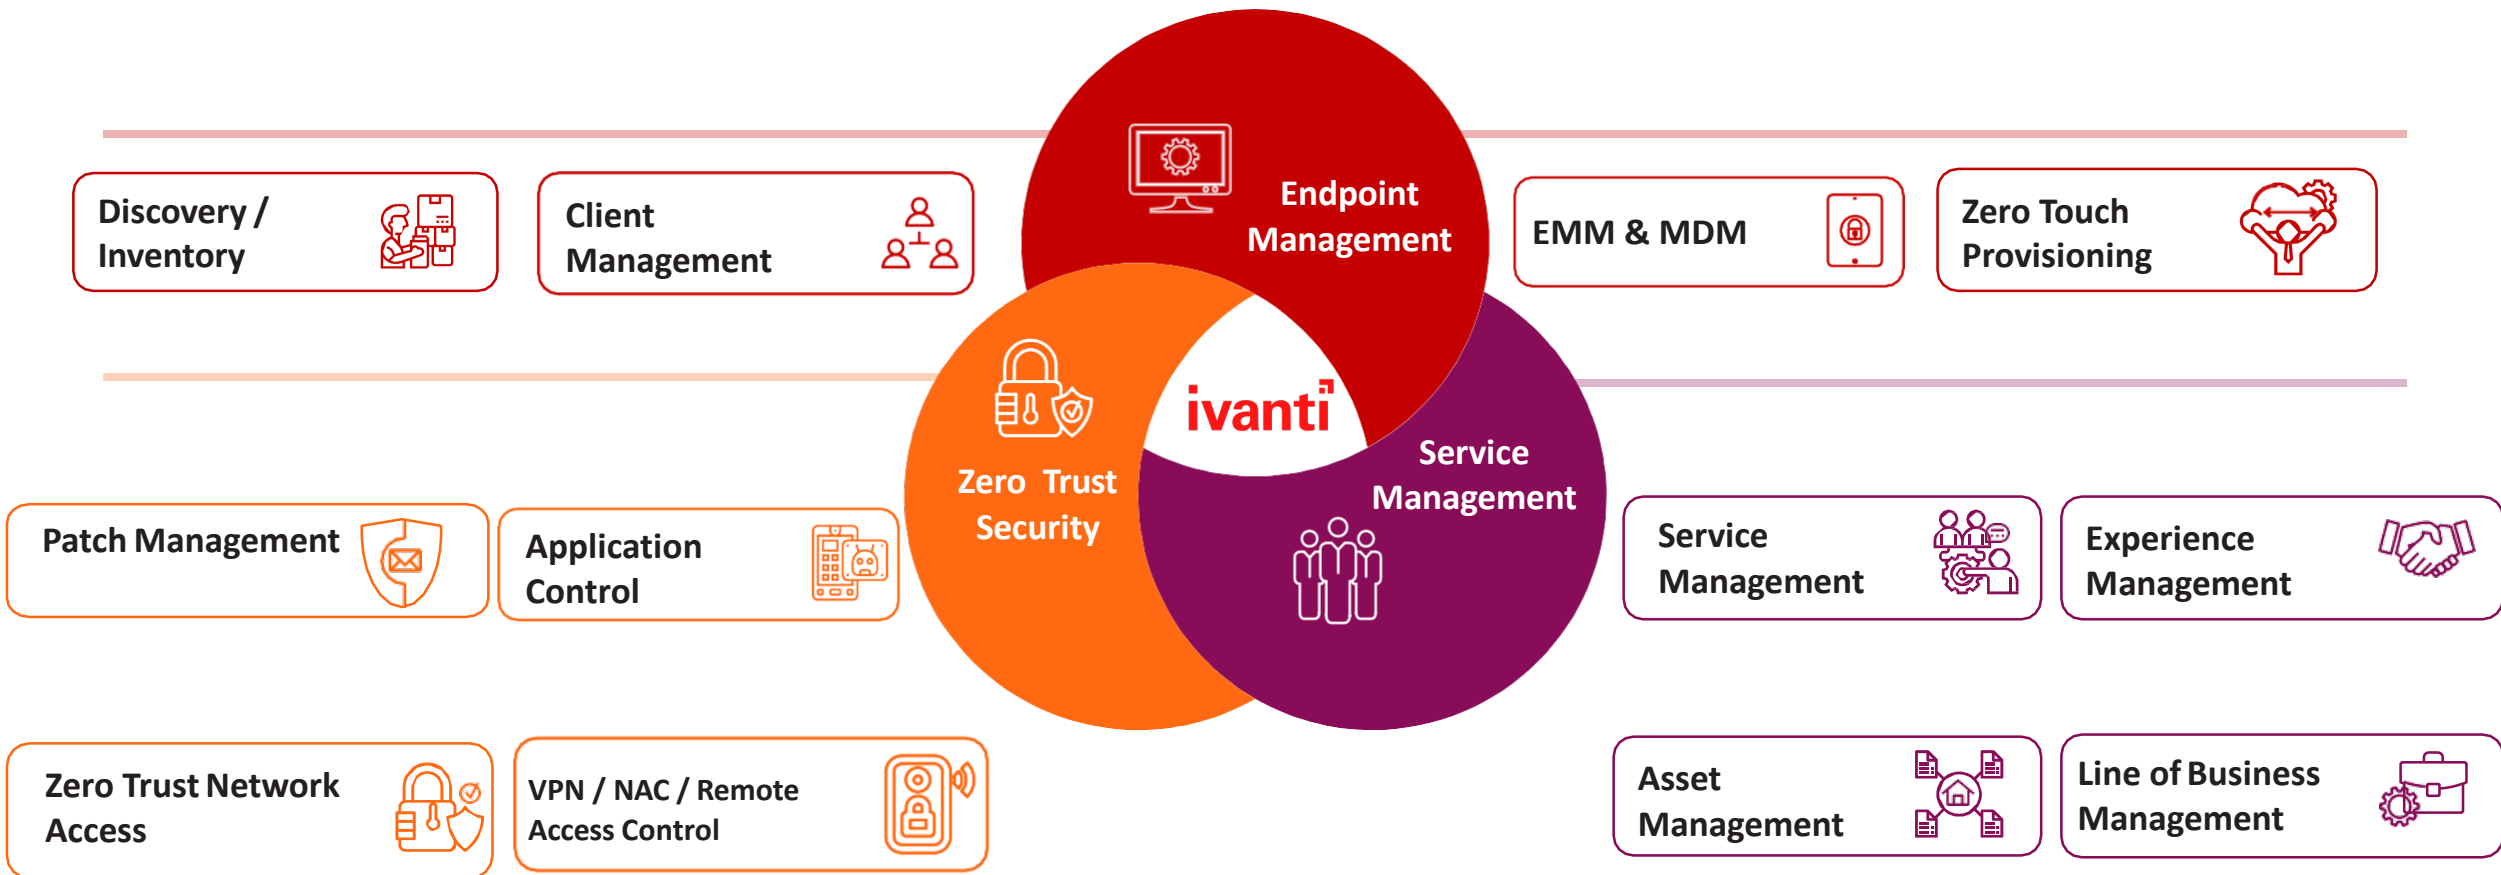 Endpoint
Management
Discovery /
Inventory
Client
Management
EMM & MDM
Zero Touch
Provisioning
ivanti
Zero Trust
Security
Service
Management
Patch Management
Application
Control
Service
Management
Experience
Management
Zero Trust Network
Access
VPN / NAC / Remote
Access Control
Asset
Management
Line of Business
Management